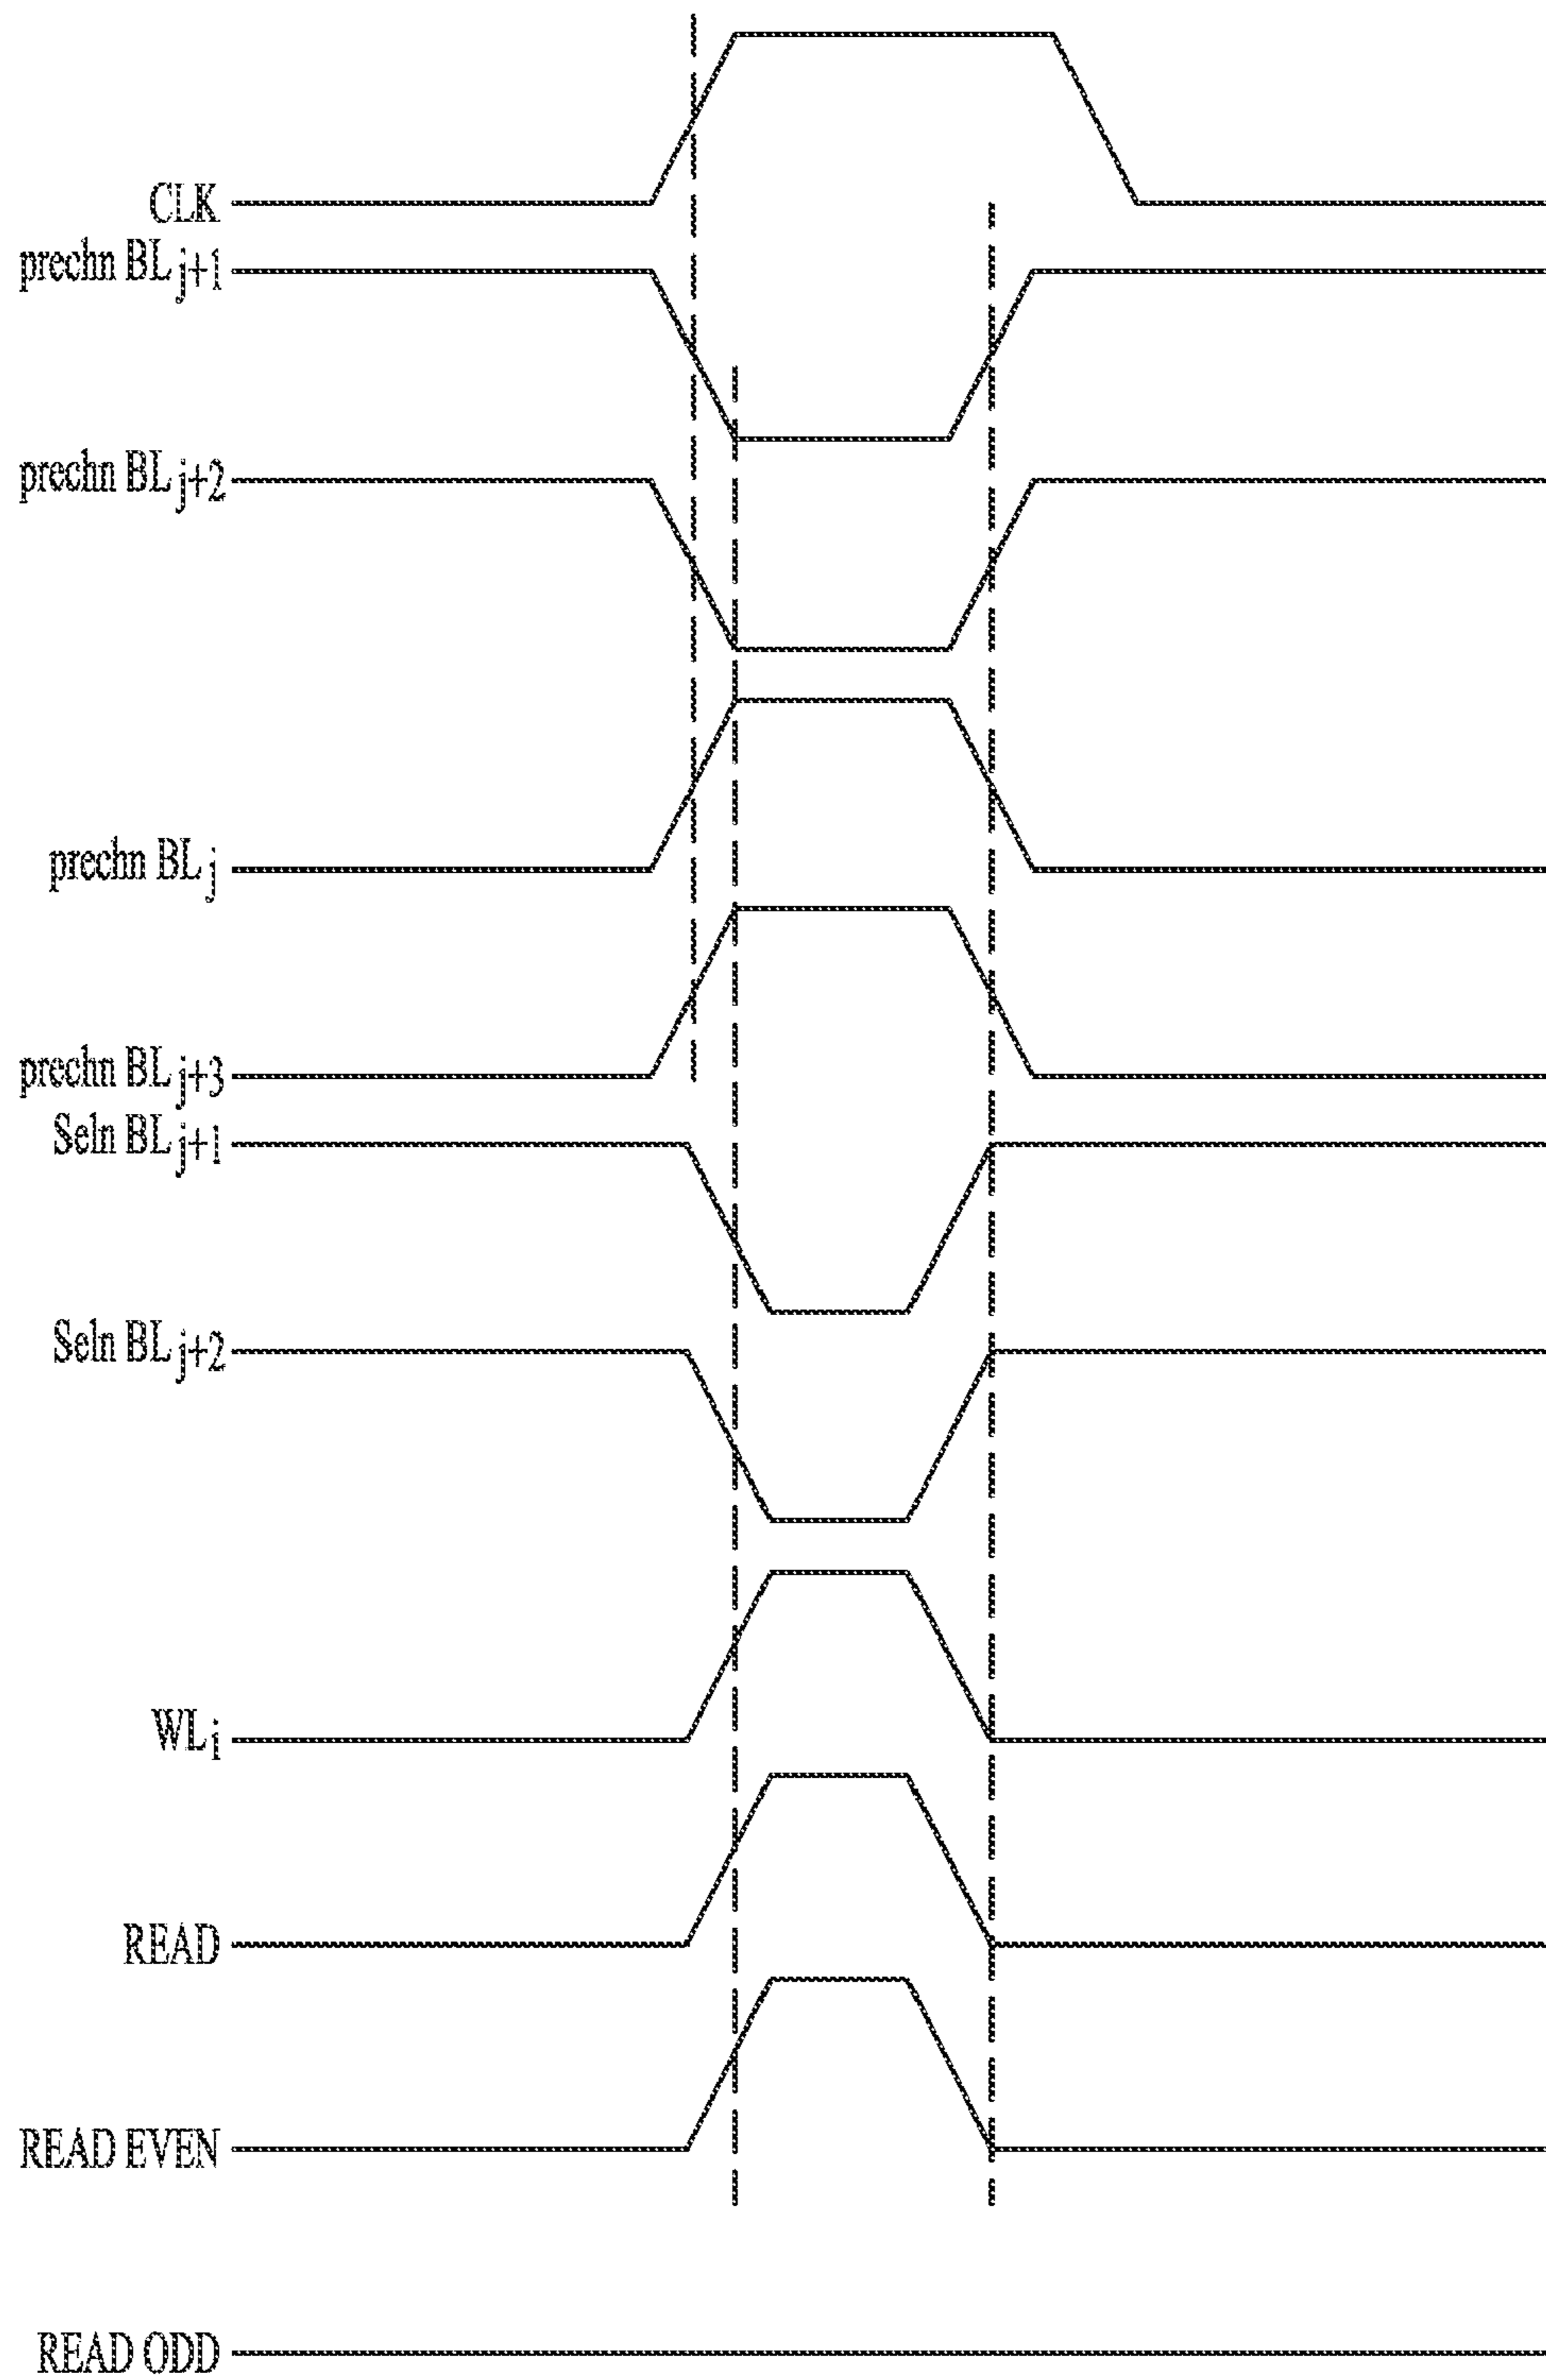 CLK
prechn BL j+1
prechn BL j+2
prechn BL j
prechn BL j+3
Seln BL j+1
Seln BL j+2
WL i
READ
READ EVEN
READ ODD